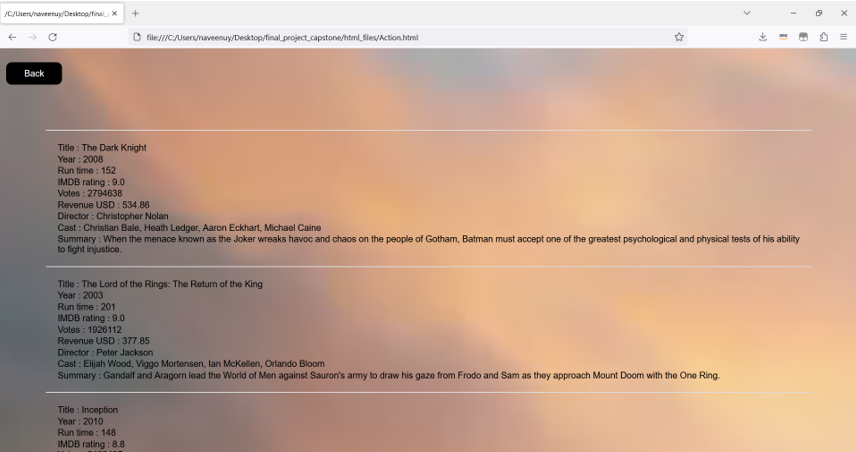 /C:/Users/naveenuy/Desktop/final_p
file:///C:/Users/naveenuy/Desktop/final_project_capstone/html_files/Action.html
Back
Title : The Dark Knight
Year : 2008
Run time : 152
IMDB rating : 9.0
Votes : 2794638
Revenue USD : 534.86
Director : Christopher Nolan
Cast : Christian Bale, Heath Ledger, Aaron Eckhart, Michael Caine
Summary : When the menace known as the Joker wreaks havoc and chaos on the people of Gotham, Batman must accept one of the greatest psychological and physical tests of his ability
to fight injustice.
Title : The Lord of the Rings: The Return of the King
Year : 2003
Run time : 201
IMDB rating : 9.0
Votes : 1926112
Revenue USD : 377.85
Director : Peter Jackson
Cast : Elijah Wood, Viggo Mortensen, Ian McKellen, Orlando Bloom
Summary : Gandalf and Aragorn lead the World of Men against Sauron's army to draw his gaze from Frodo and Sam as they approach Mount Doom with the One Ring.
Title : Inception
Year : 2010
Run time : 148
IMDB rating : 8.8